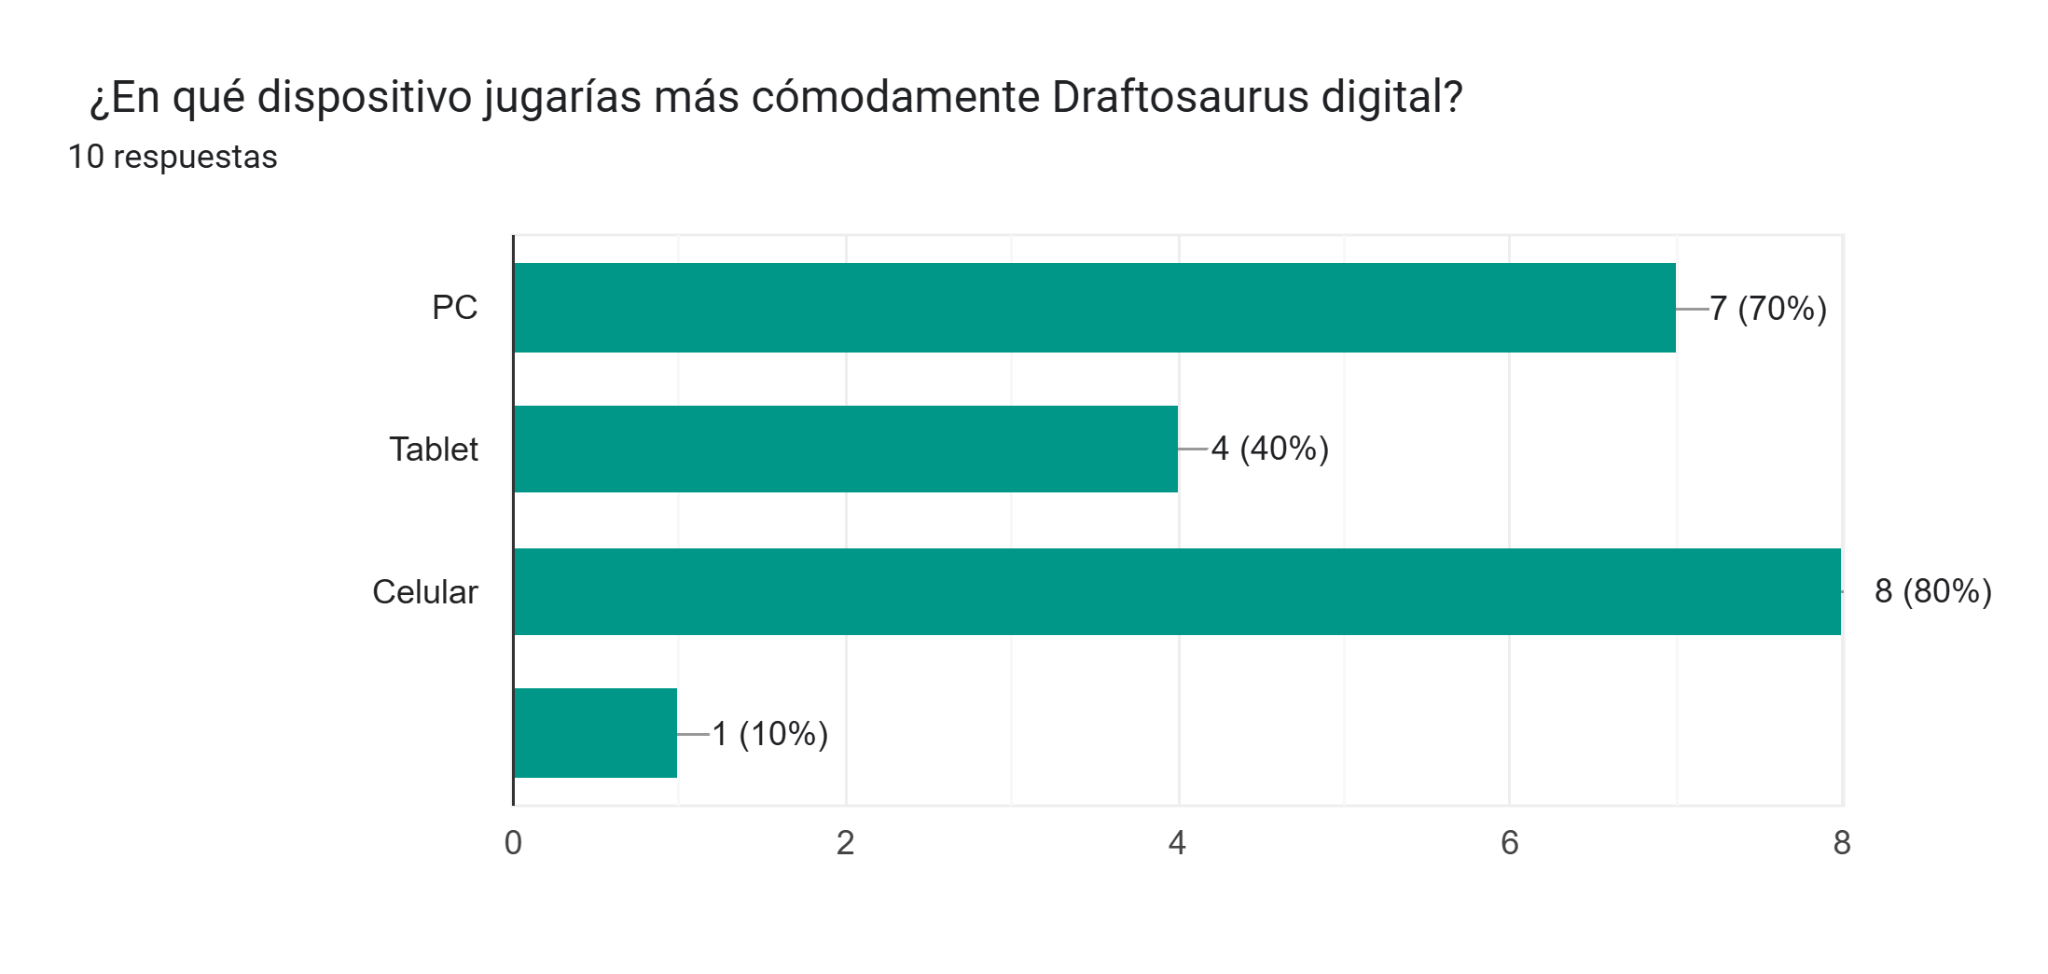 ¿En qué dispositivo jugarías más cómodamente Draftosaurus digital?
10 respuestas
PC
7 (70%)
Tablet
4 (40%)
Celular
8 (80%)
1 (10%)
0 2 4 6 8